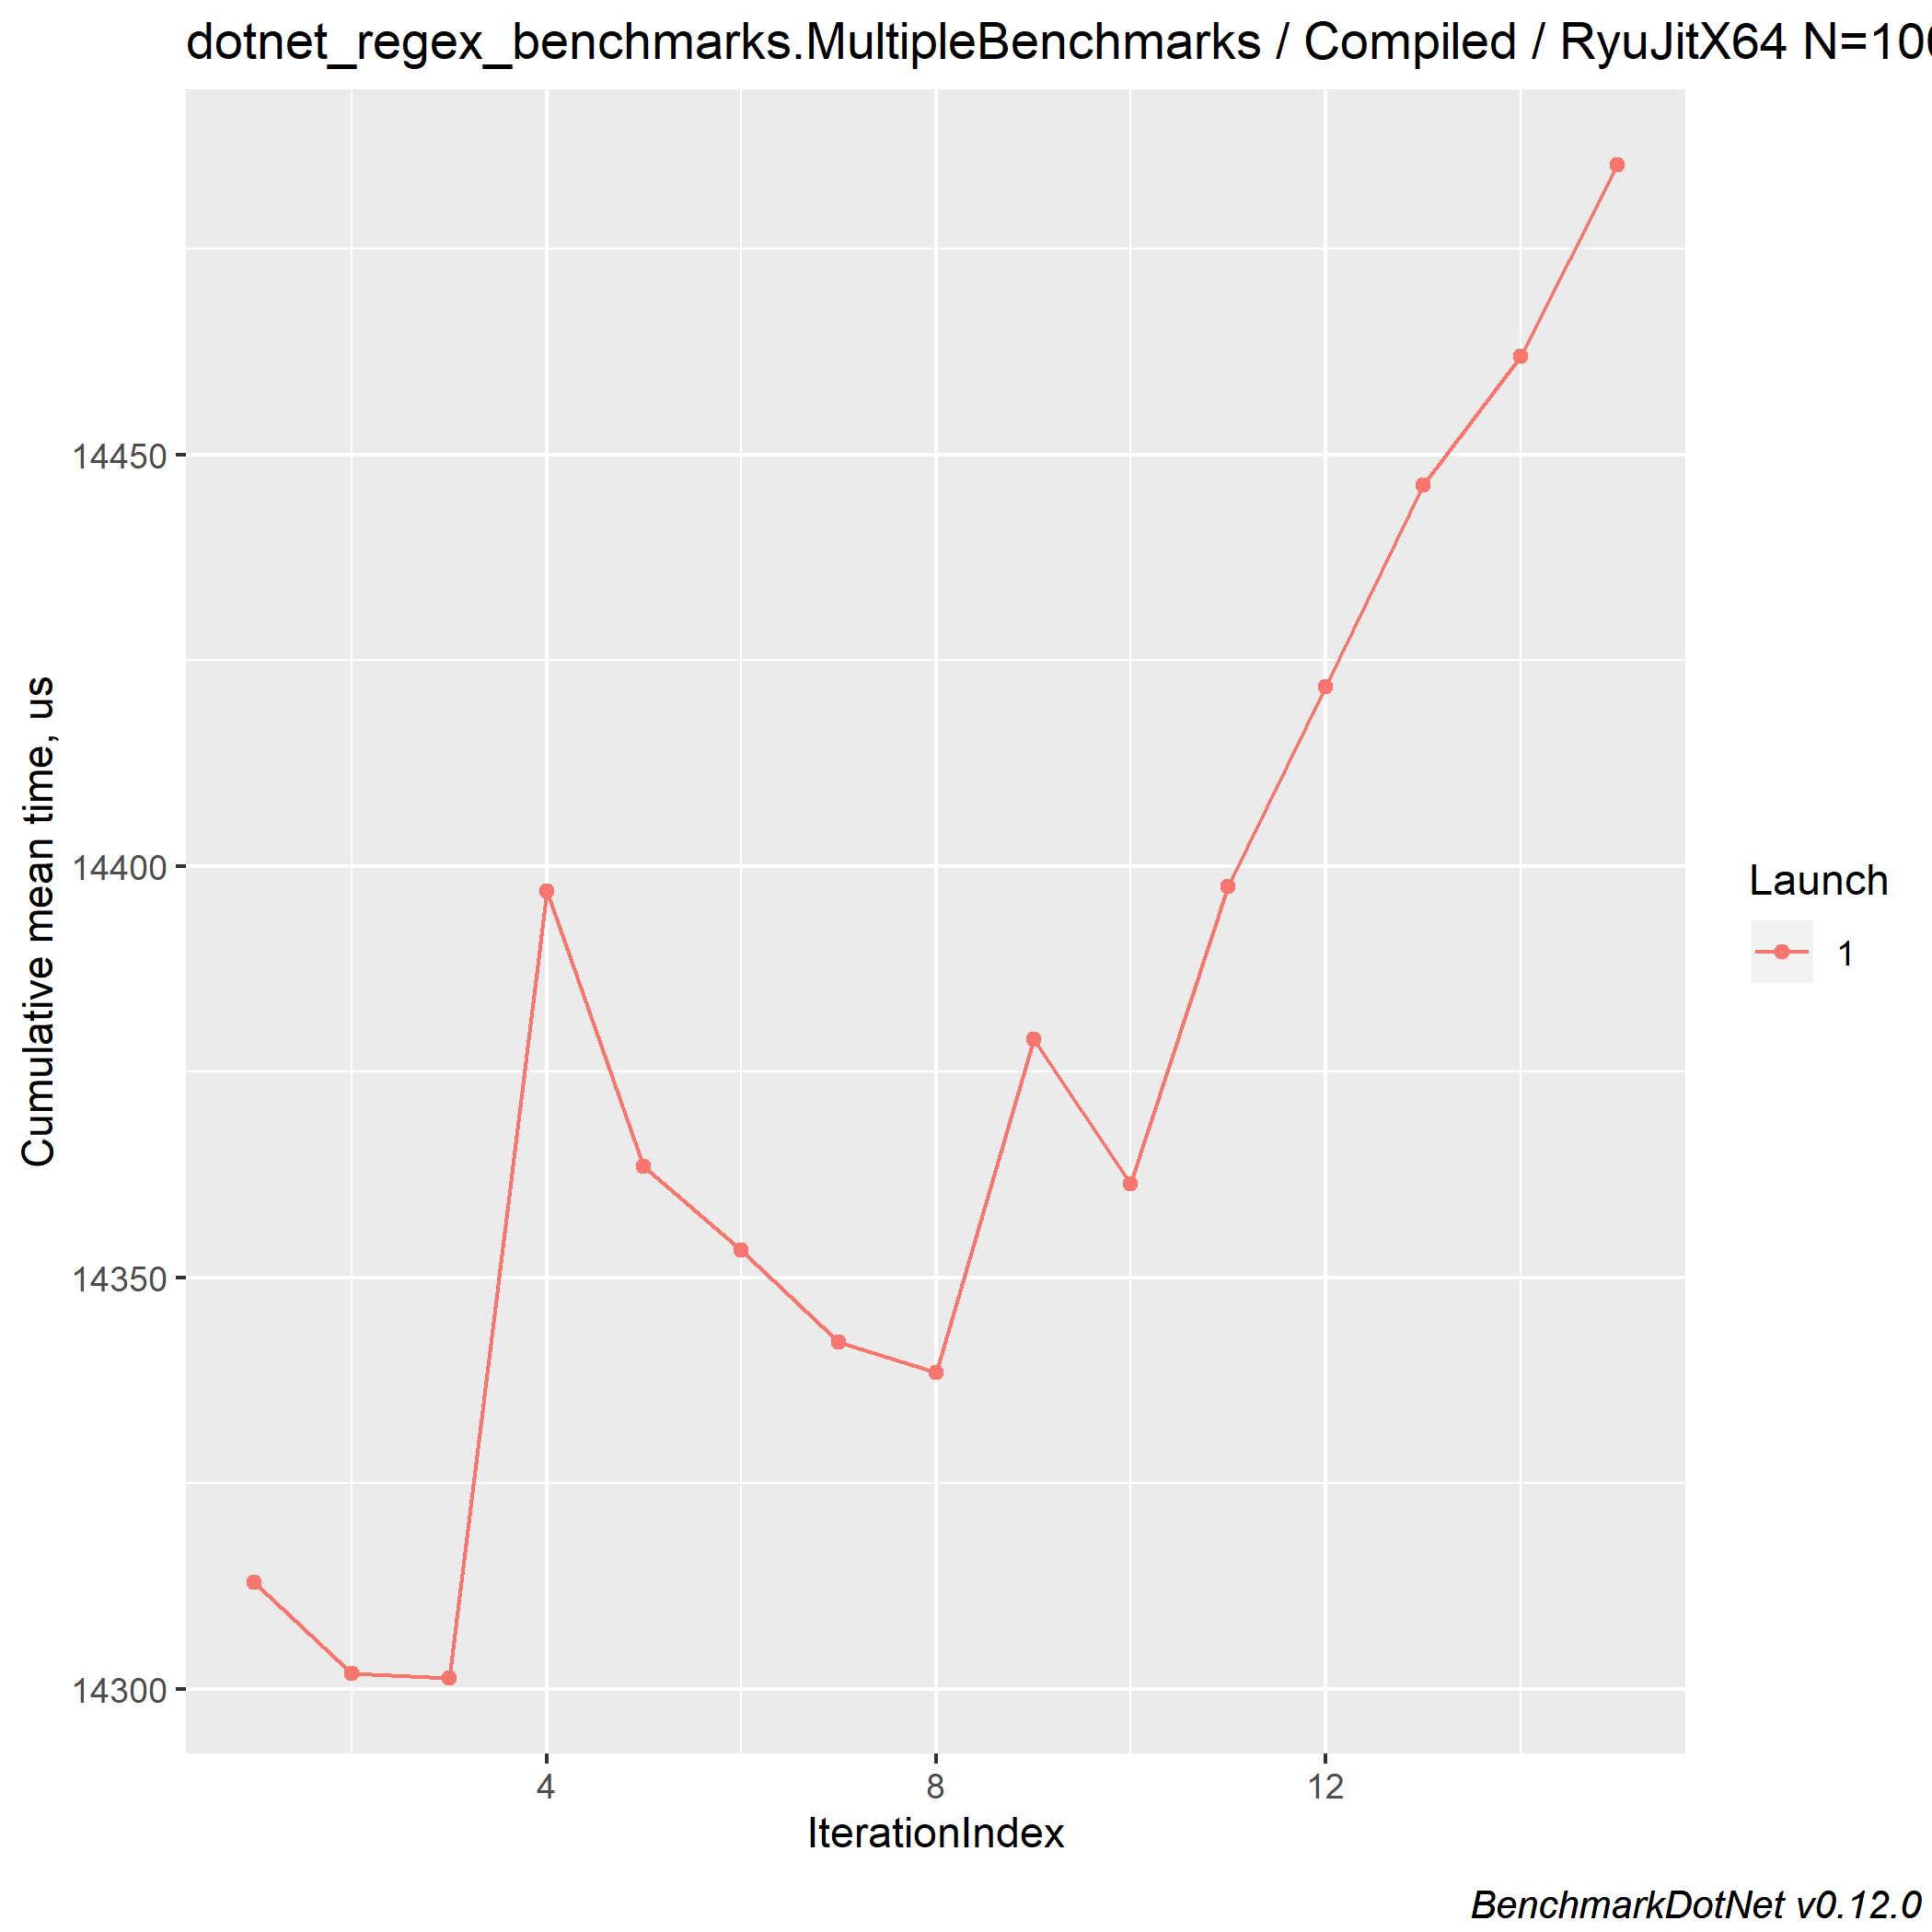 dotnet_regex_benchmarks.MultipleBenchmarks / Compiled / RyuJitX64
Cumulative mean time, us
14450
14400
14350
14300
4 8 12
IterationIndex
Launch
1
BenchmarkDotNet v0.12.0